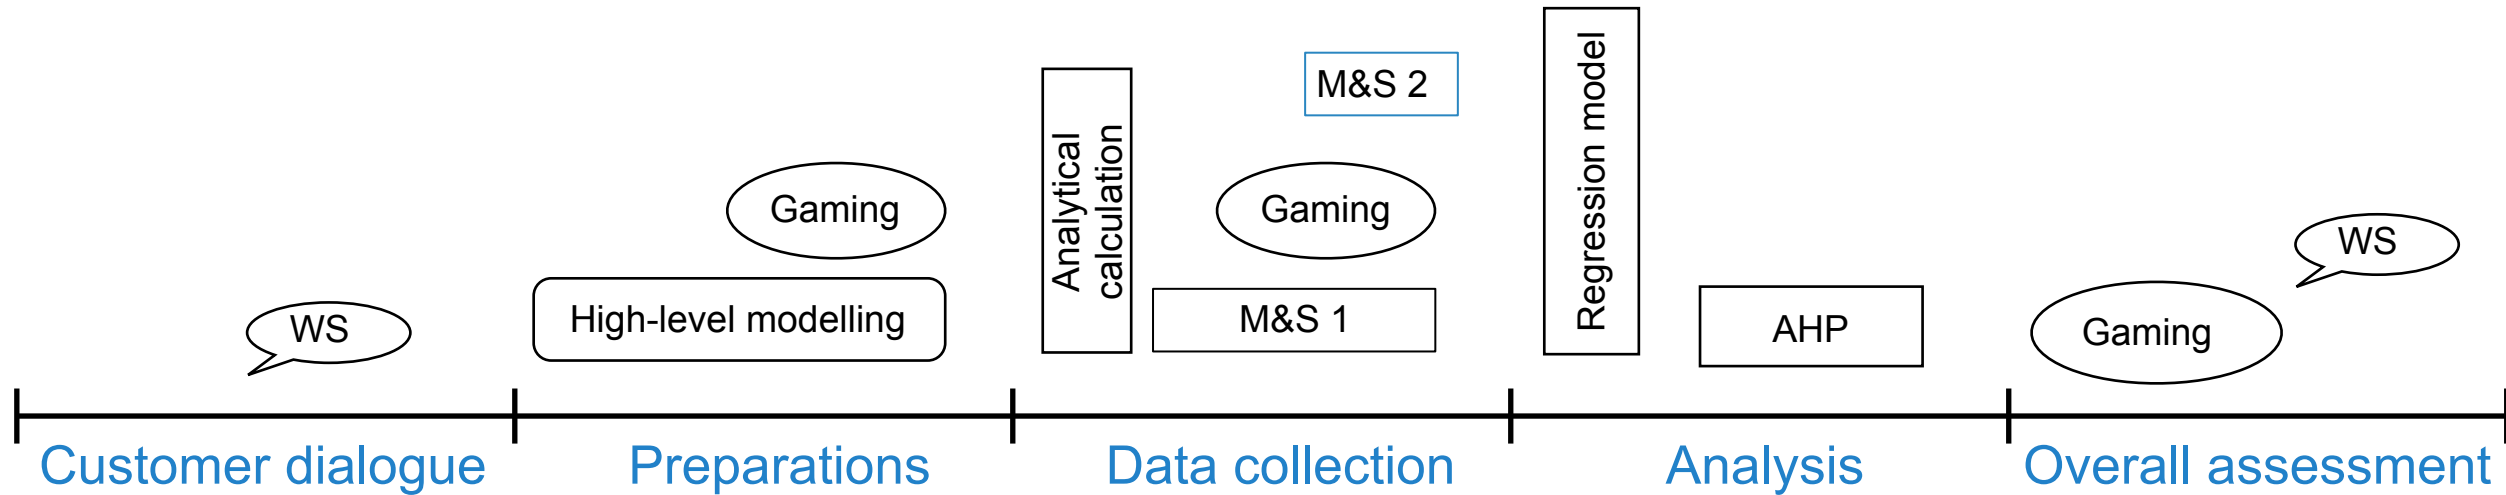 WS
High-level modelling
Gaming
Analytical
calculation
M&S 2
Gaming
M&S 1
Regression model
AHP
Gaming
WS
Customer dialogue
Preparations
Data collection
Analysis
Overall assessment